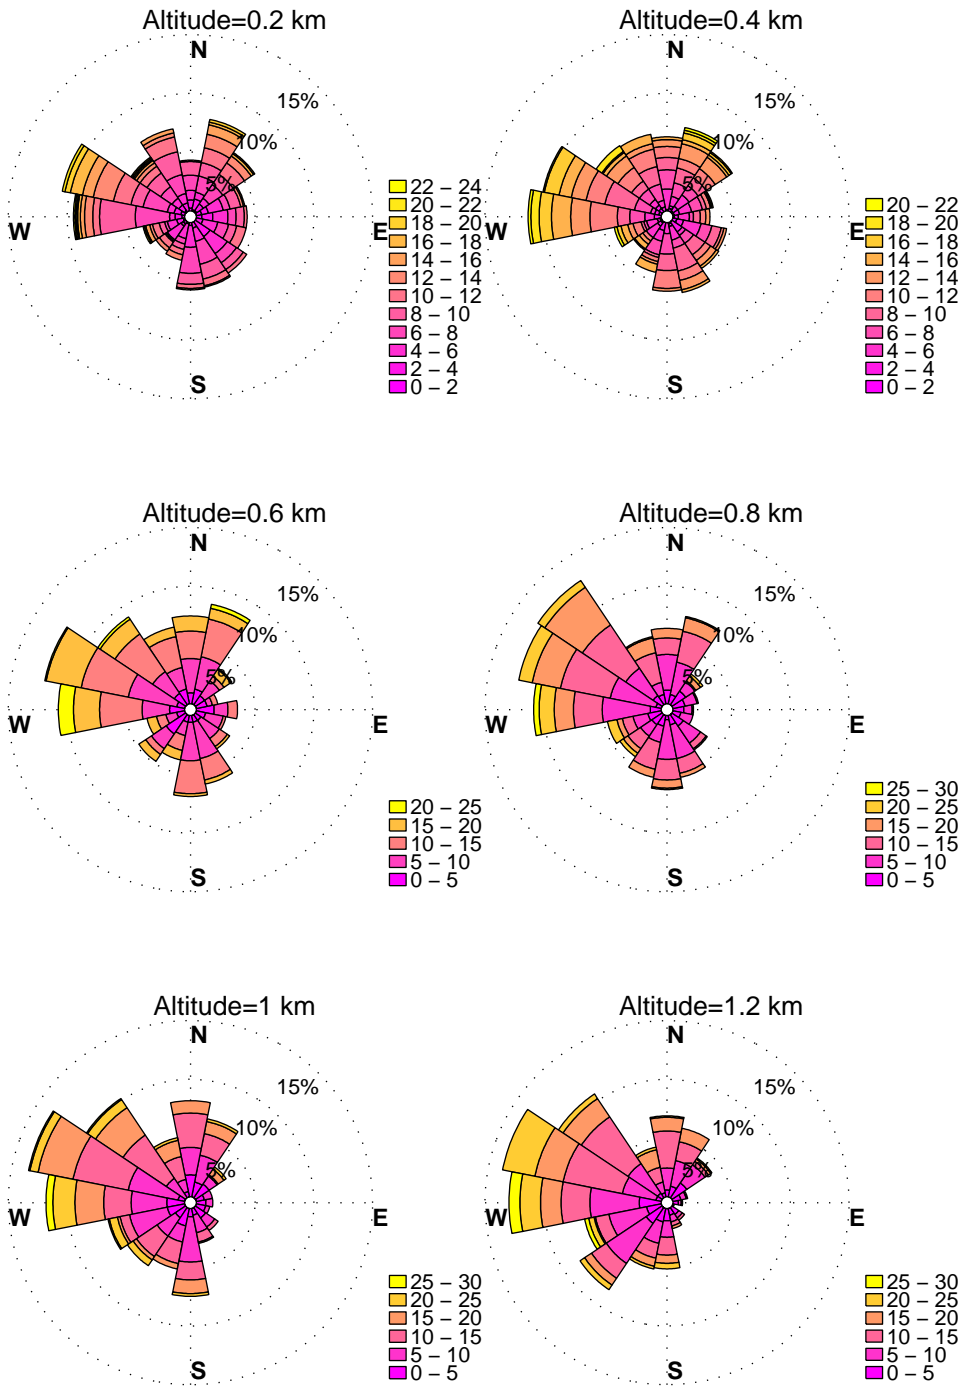 Altitude=0.2 km
N
15%
10%
5%
W
E
S
22 – 24
20 – 22
18 – 20
16 – 18
14 – 16
12 – 14
10 – 12
8 – 10
6 – 8
4 – 6
2 – 4
0 – 2
Altitude=0.4 km
N
15%
10%
5%
W
E
S
20 – 22
18 – 20
16 – 18
14 – 16
12 – 14
10 – 12
8 – 10
6 – 8
4 – 6
2 – 4
0 – 2
Altitude=0.6 km
N
15%
10%
5%
W
E
S
20 – 25
15 – 20
10 – 15
5 – 10
0 – 5
Altitude=0.8 km
N
15%
10%
5%
W
E
S
25 – 30
20 – 25
15 – 20
10 – 15
5 – 10
0 – 5
Altitude=1 km
N
15%
10%
5%
W
E
S
25 – 30
20 – 25
15 – 20
10 – 15
5 – 10
0 – 5
Altitude=1.2 km
N
15%
10%
5%
W
E
S
25 – 30
20 – 25
15 – 20
10 – 15
5 – 10
0 – 5